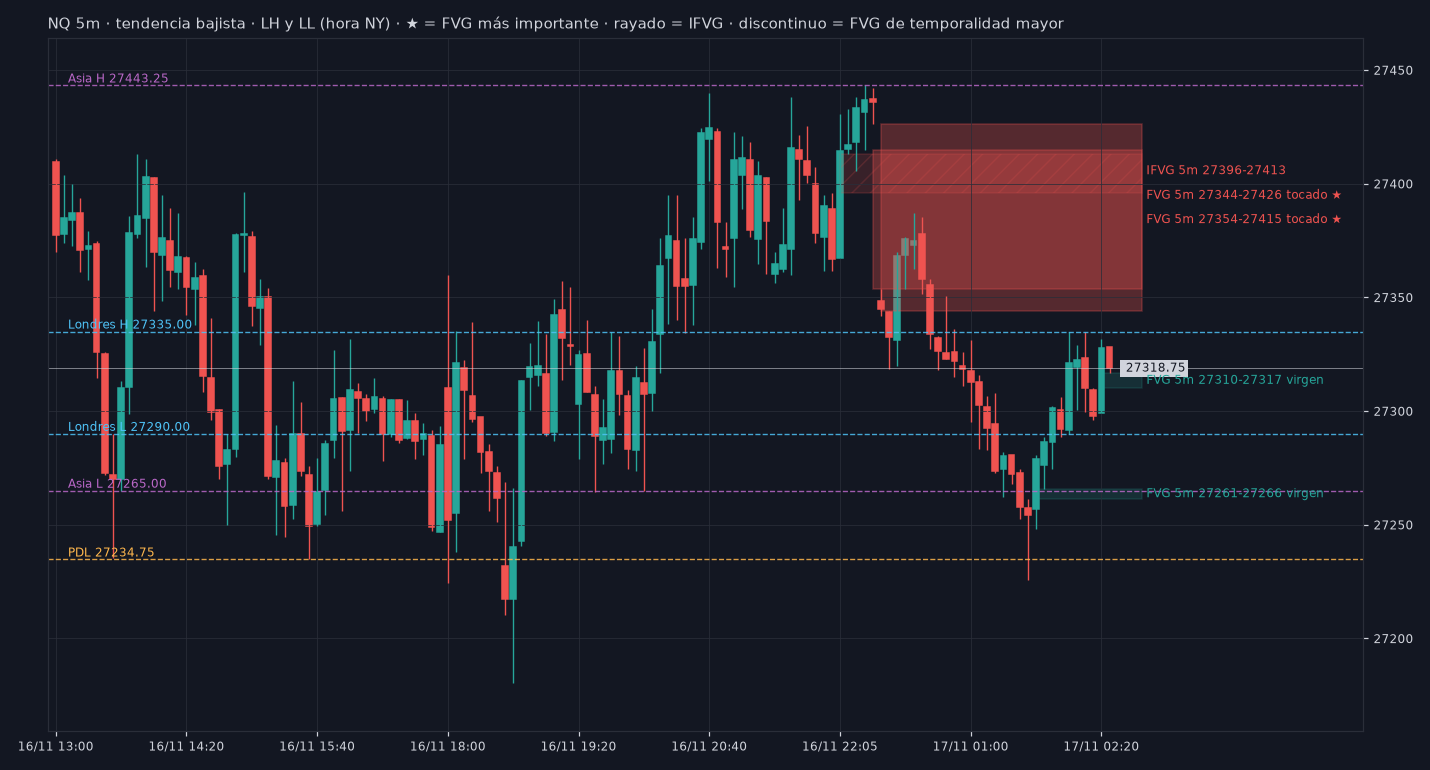 NQ 5m · tendencia bajista · LH y LL (hora NY) · ★ = FVG más importante · rayado = IFVG · discontinuo = FVG de temporalidad mayor
Asia H 27443.25
27450
IFVG 5m 27396-27413
27400
FVG 5m 27344-27426 tocado ★
FVG 5m 27354-27415 tocado ★
27350
Londres H 27335.00
27318.75
FVG 5m 27310-27317 virgen
27300
Londres L 27290.00
Asia L 27265.00
FVG 5m 27261-27266 virgen
27250
PDL 27234.75
27200
16/11 13:00 16/11 14:20 16/11 15:40 16/11 18:00 16/11 19:20 16/11 20:40 16/11 22:05 17/11 01:00 17/11 02:20